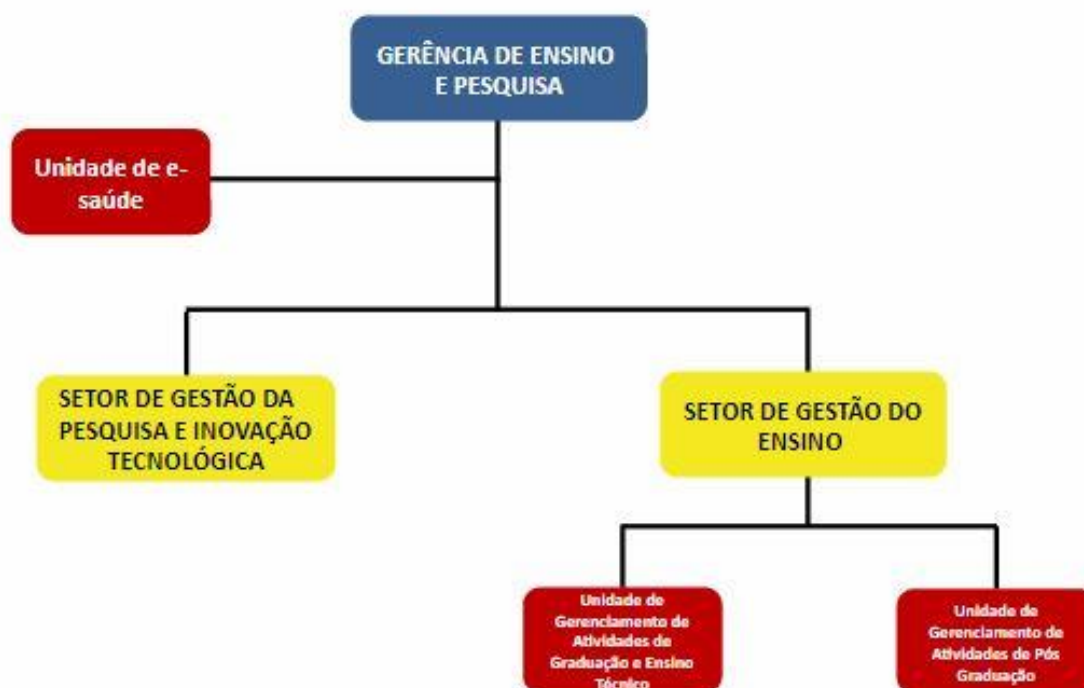 GERÊNCIA DE ENSINO
E PESQUISA
Unidade de e-
saúde
SETOR DE GESTÃO DA
PESQUISA E INOVAÇÃO
TECNOLÓGICA
SETOR DE GESTÃO DO
ENSINO
Unidade de
Gerenciamento de
Atividades de
Graduação e Ensino
Técnico
Unidade de
Gerenciamento de
Atividades de Pós
Graduação